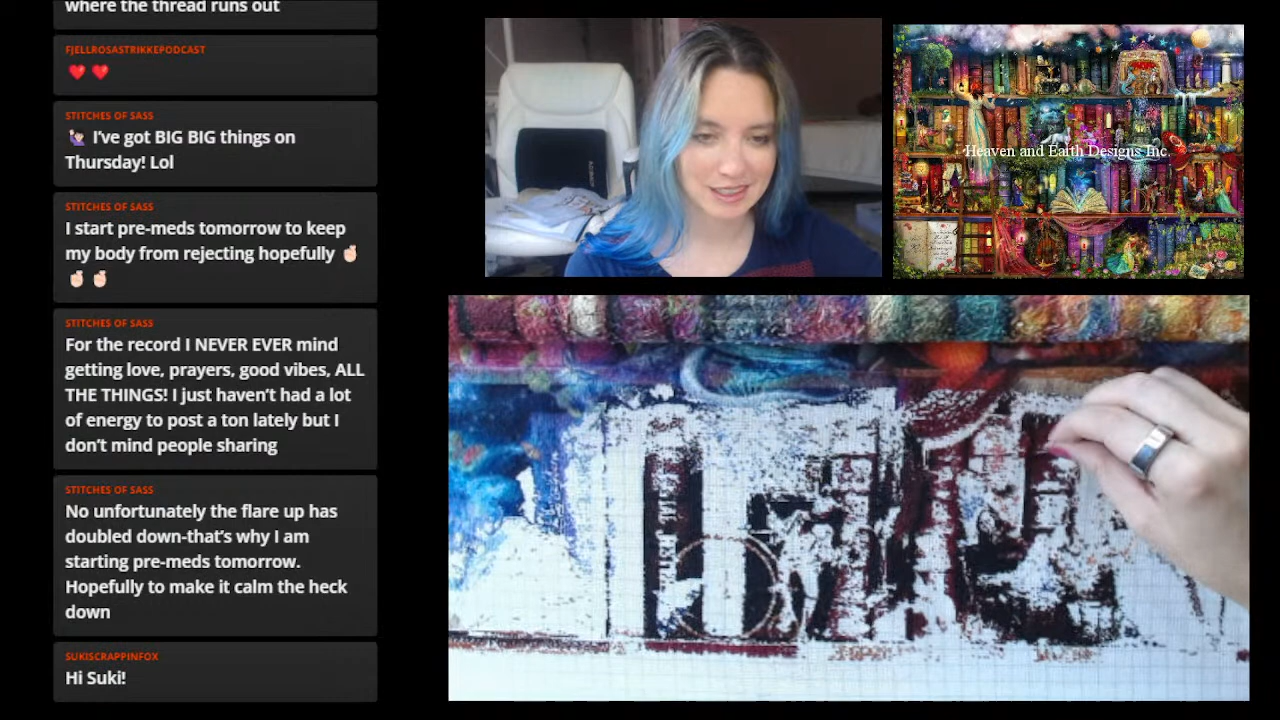 where the thread runs out
FJELLROSASTRIKKEPODCAST
❤️ ❤️
STITCHES OF SASS
🙋🏻‍♀️ I've got BIG BIG things on
Thursday! Lol
STITCHES OF SASS
I start pre-meds tomorrow to keep
my body from rejecting hopefully 🤞🏻
🤞🏻 🤞🏻
STITCHES OF SASS
For the record I NEVER EVER mind
getting love, prayers, good vibes, ALL
THE THINGS! I just haven't had a lot
of energy to post a ton lately but I
don't mind people sharing
STITCHES OF SASS
No unfortunately the flare up has
doubled down-that's why I am
starting pre-meds tomorrow.
Hopefully to make it calm the heck
down
SUKISCRAPPINFOX
Hi Suki!
Heaven and Earth Designs Inc.